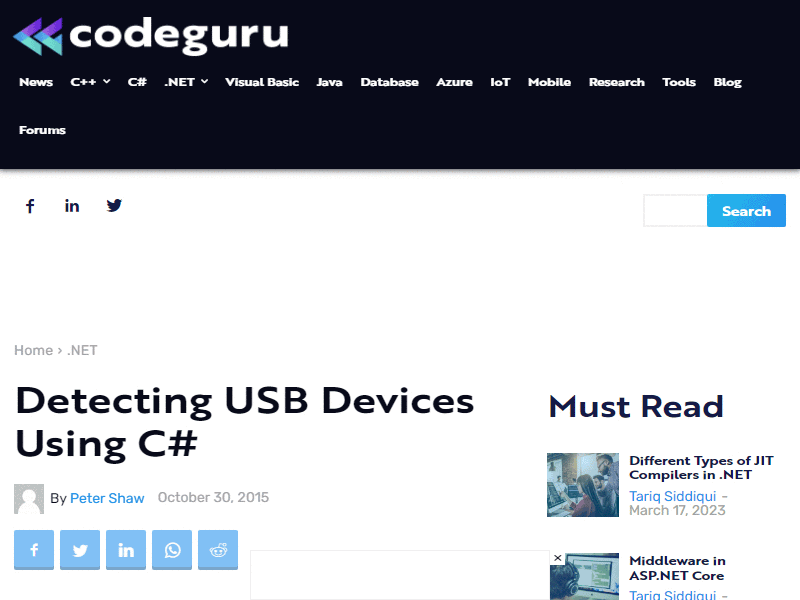 codeguru
News C++ C# .NET Visual Basic Java Database Azure IoT Mobile Research Tools Blog
Forums
Search
Home › .NET
Detecting USB Devices
Using C#
By Peter Shaw October 30, 2015
Must Read
Different Types of JIT
Compilers in .NET
Tariq Siddiqui -
March 17, 2023
Middleware in
ASP.NET Core
Tariq Siddiqui -